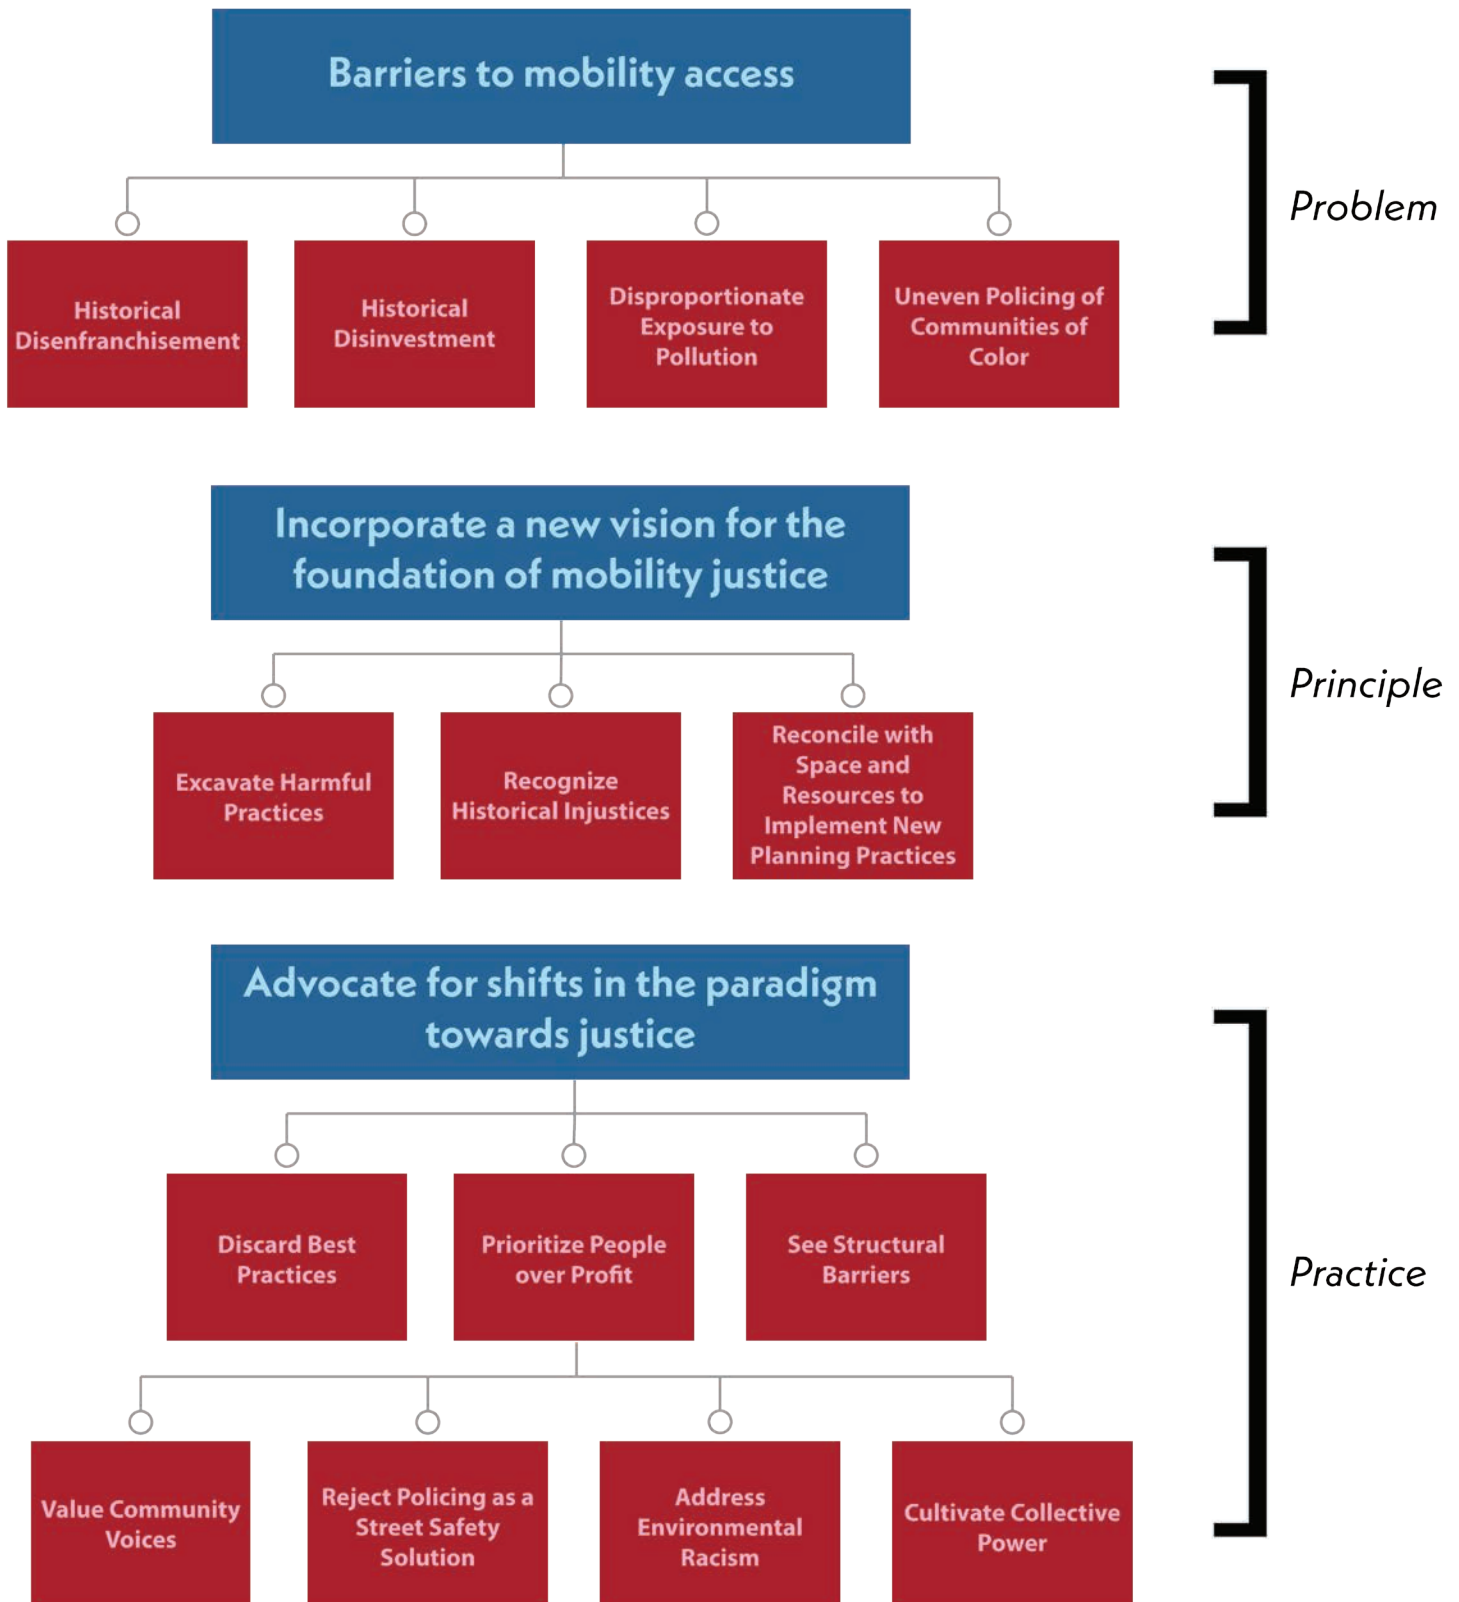 Barriers to mobility access
Problem
Historical
Disenfranchisement
Historical
Disinvestment
Disproportionate
Exposure to
Pollution
Uneven Policing of
Communities of
Color
Incorporate a new vision for the
foundation of mobility justice
Principle
Excavate Harmful
Practices
Recognize
Historical Injustices
Reconcile with
Space and
Resources to
Implement New
Planning Practices
Advocate for shifts in the paradigm
towards justice
Practice
Discard Best
Practices
Prioritize People
over Profit
See Structural
Barriers
Value Community
Voices
Reject Policing as a
Street Safety
Solution
Address
Environmental
Racism
Cultivate Collective
Power